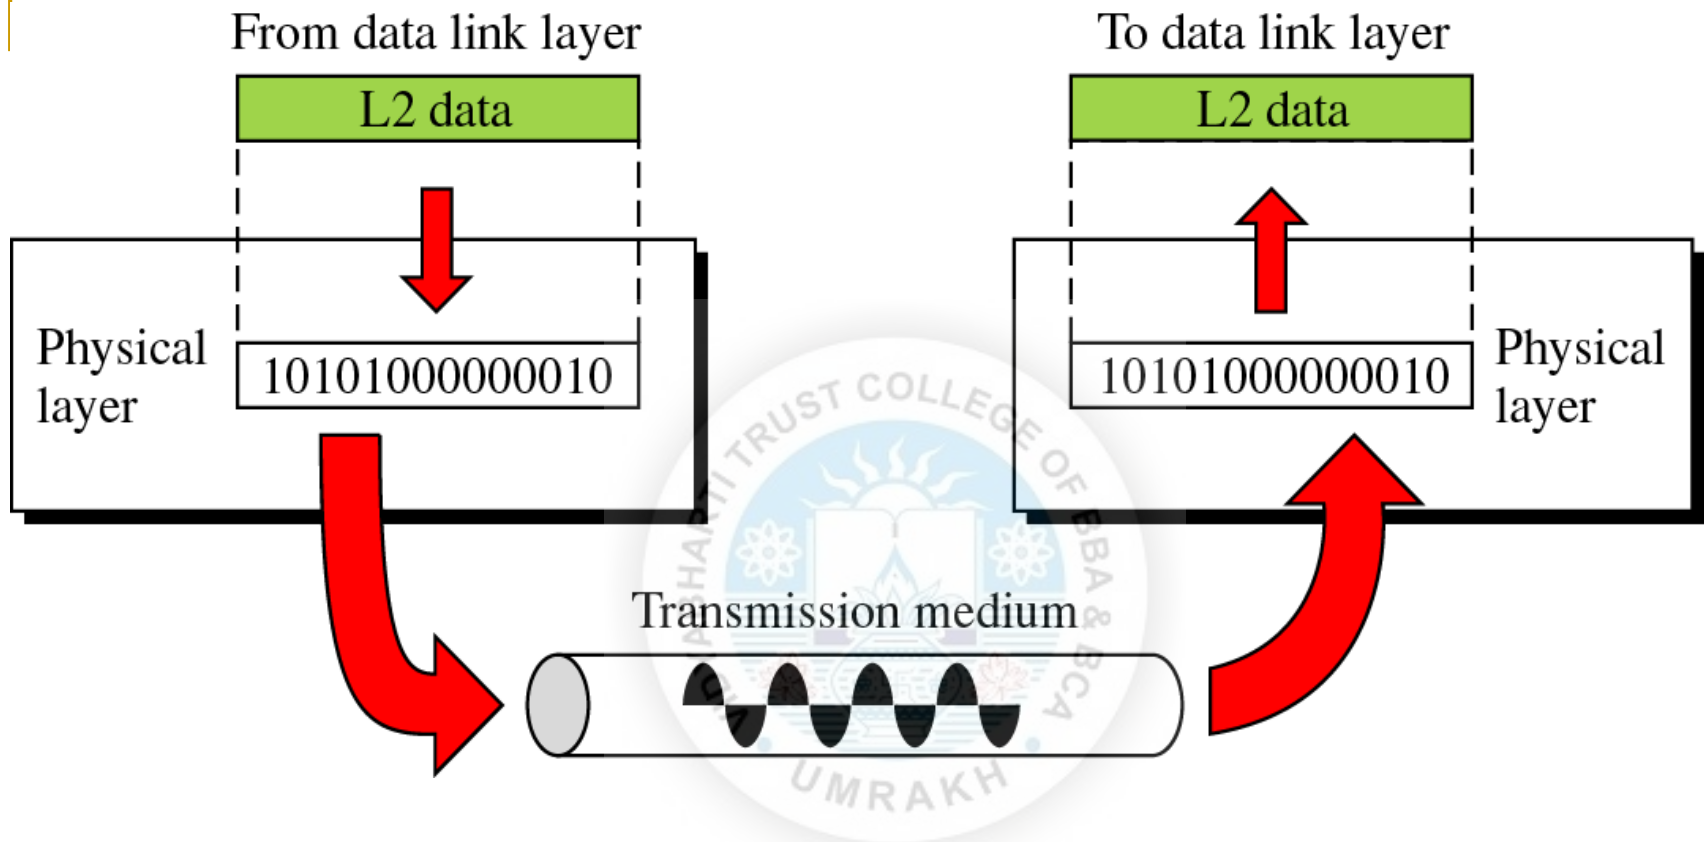 From data link layer
To data link layer
L2 data
L2 data
Physical
layer
10101000000010
10101000000010
Physical
layer
Transmission medium
VIDYABHARTI TRUST COLLEGE OF BBA & BCA
UMRAKH